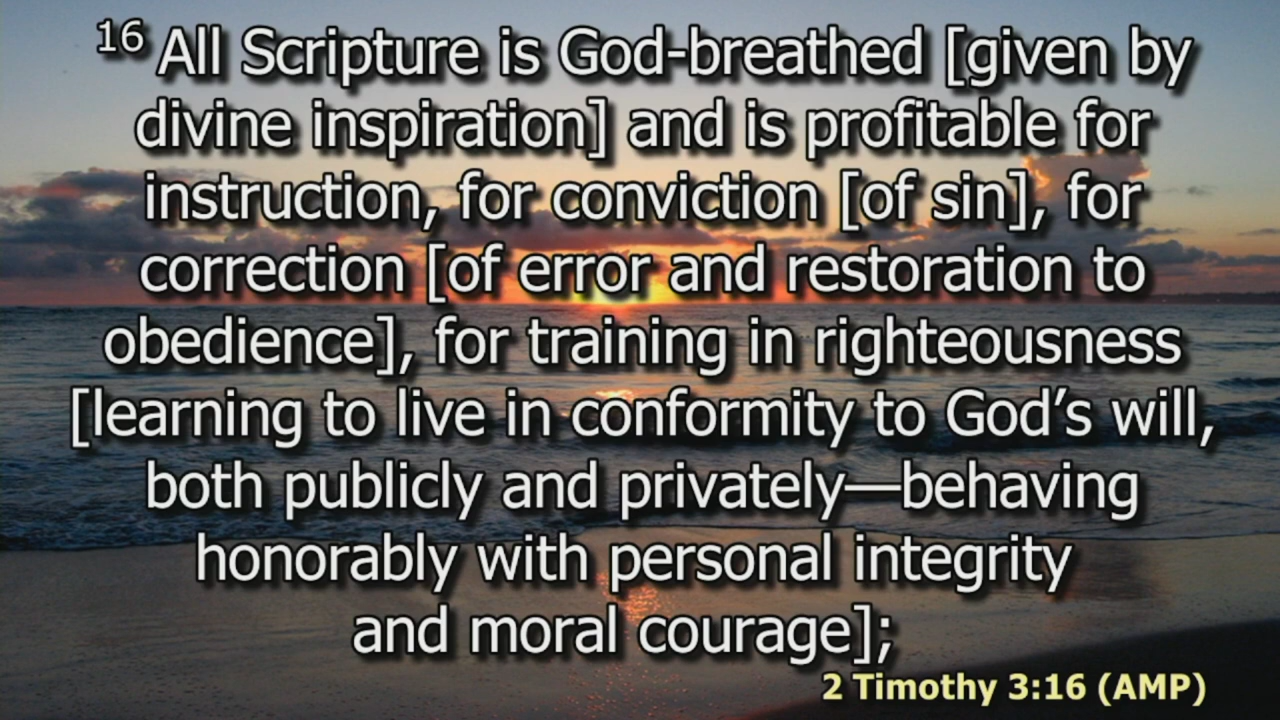 16 All Scripture is God-breathed [given by
divine inspiration] and is profitable for
instruction, for conviction [of sin], for
correction [of error and restoration to
obedience], for training in righteousness
[learning to live in conformity to God’s will,
both publicly and privately—behaving
honorably with personal integrity
and moral courage];
2 Timothy 3:16 (AMP)